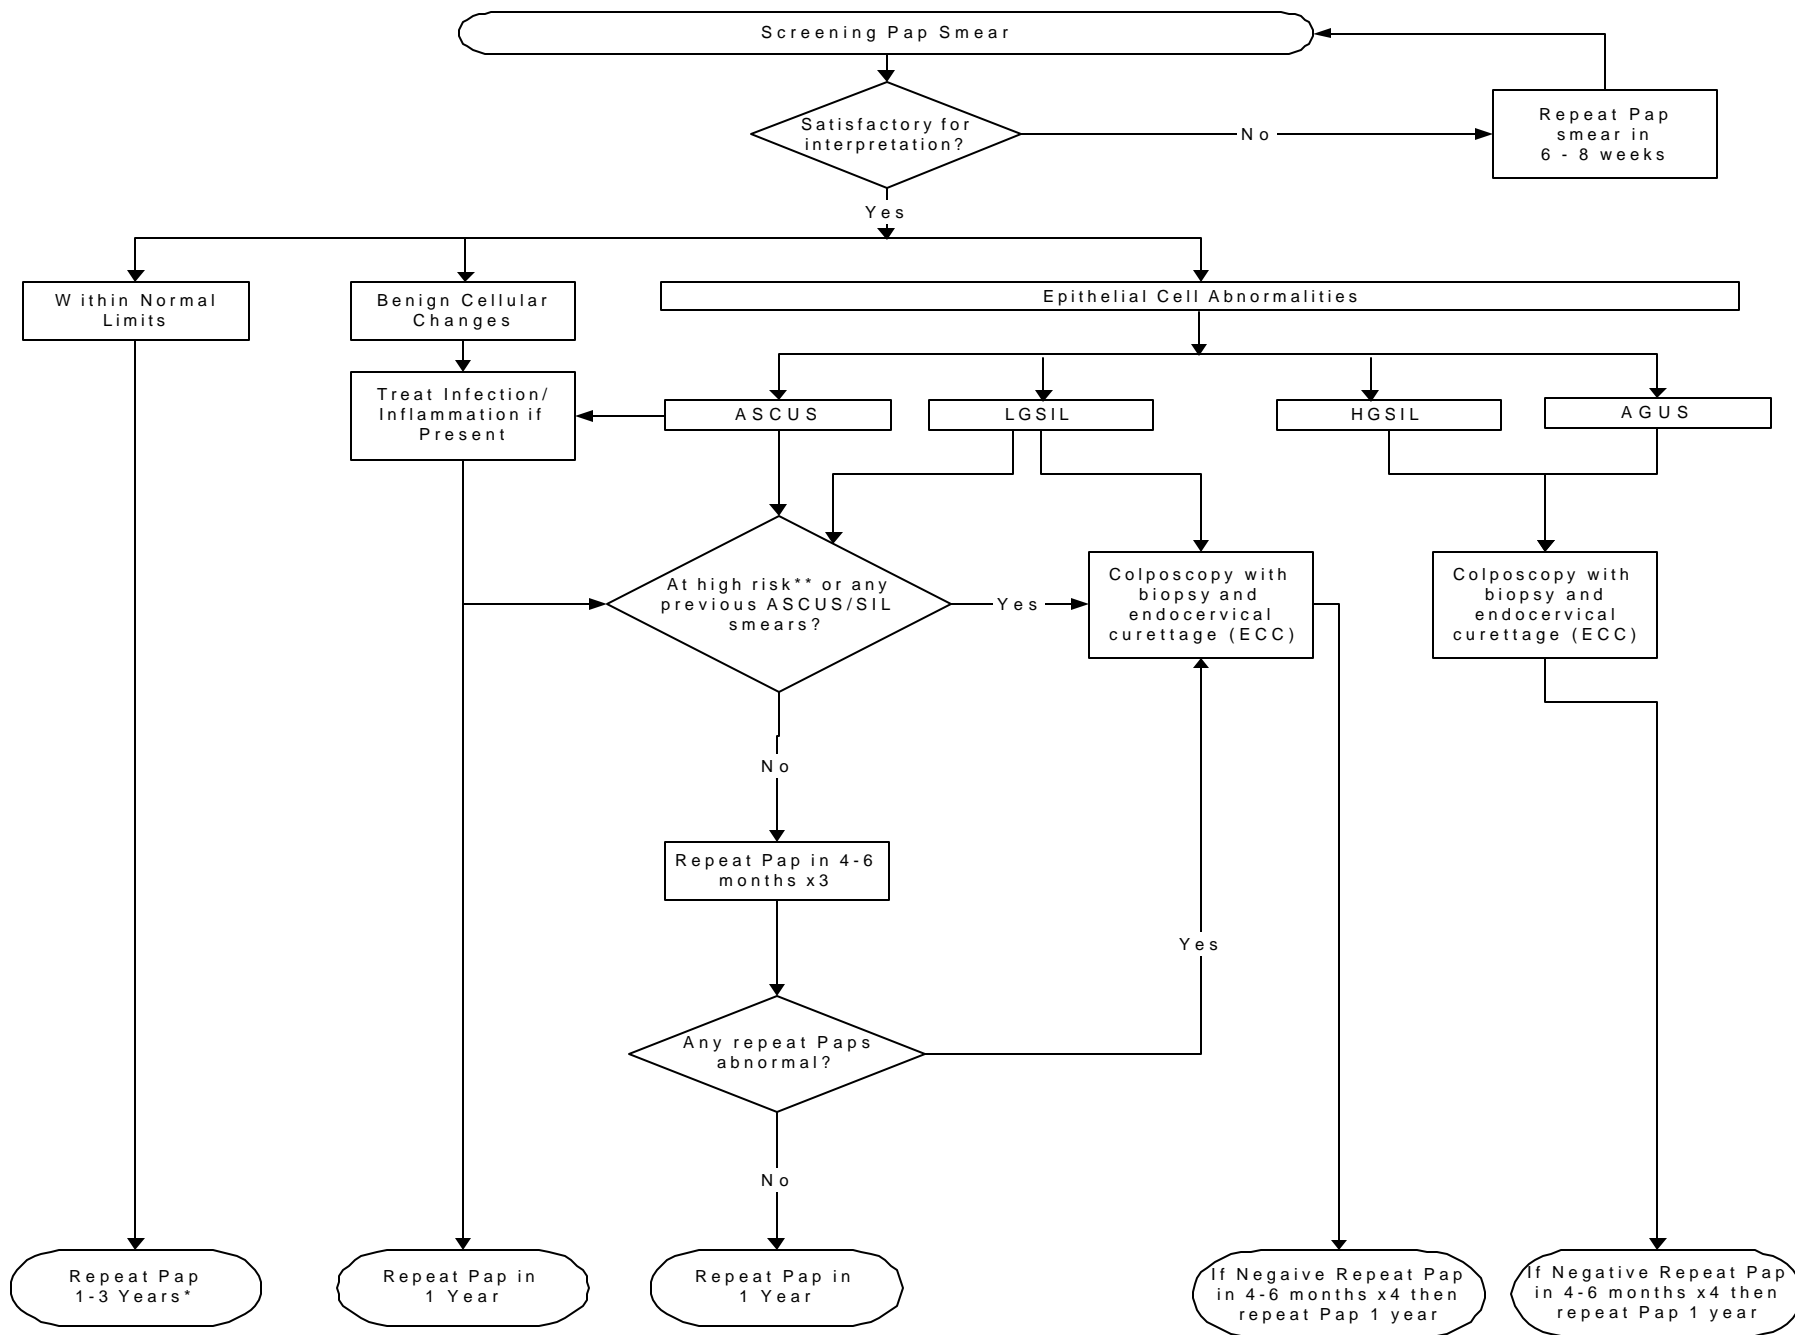 Screening Pap Smear
Satisfactory for
interpretation?
No
Repeat Pap
smear in
6 - 8 weeks
Yes
Within Normal
Limits
Benign Cellular
Changes
Epithelial Cell Abnormalities
Treat Infection/
Inflammation if
Present
ASCUS
LGSIL
HGSIL
AGUS
At high risk** or any
previous ASCUS/SIL
smears?
Yes
Colposcopy with
biopsy and
endocervical
curettage (ECC)
Colposcopy with
biopsy and
endocervical
curettage (ECC)
No
Repeat Pap in 4-6
months x3
Yes
Any repeat Paps
abnormal?
No
Repeat Pap
1-3 Years*
Repeat Pap in
1 Year
Repeat Pap in
1 Year
If Negaive Repeat Pap
in 4-6 months x4 then
repeat Pap 1 year
If Negative Repeat Pap
in 4-6 months x4 then
repeat Pap 1 year